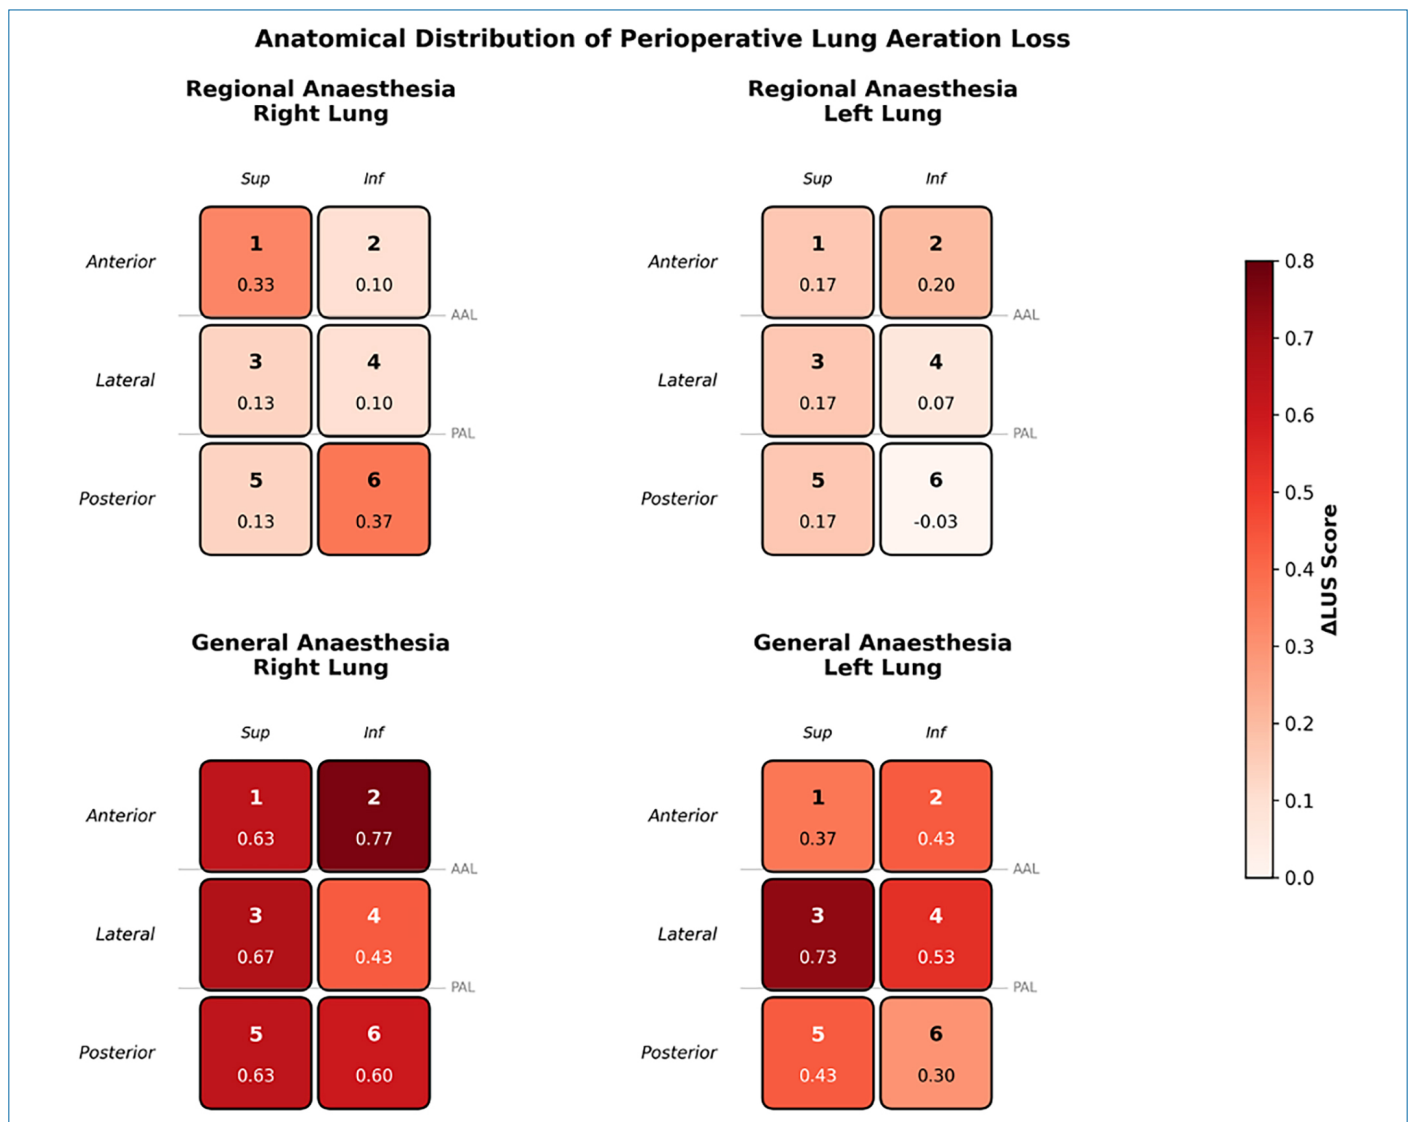 Anatomical Distribution of Perioperative Lung Aeration Loss
Regional Anaesthesia
Right Lung
Sup Inf
Anterior 1 2
0.33 0.10
AAL
Lateral 3 4
0.13 0.10
PAL
Posterior 5 6
0.13 0.37
Regional Anaesthesia
Left Lung
Sup Inf
Anterior 1 2
0.17 0.20
AAL
Lateral 3 4
0.17 0.07
PAL
Posterior 5 6
0.17 -0.03
General Anaesthesia
Right Lung
Sup Inf
Anterior 1 2
0.63 0.77
AAL
Lateral 3 4
0.67 0.43
PAL
Posterior 5 6
0.63 0.60
General Anaesthesia
Left Lung
Sup Inf
Anterior 1 2
0.37 0.43
AAL
Lateral 3 4
0.73 0.53
PAL
Posterior 5 6
0.43 0.30
0.8
0.7
0.6
0.5
0.4
0.3
0.2
0.1
0.0
ΔLUS Score